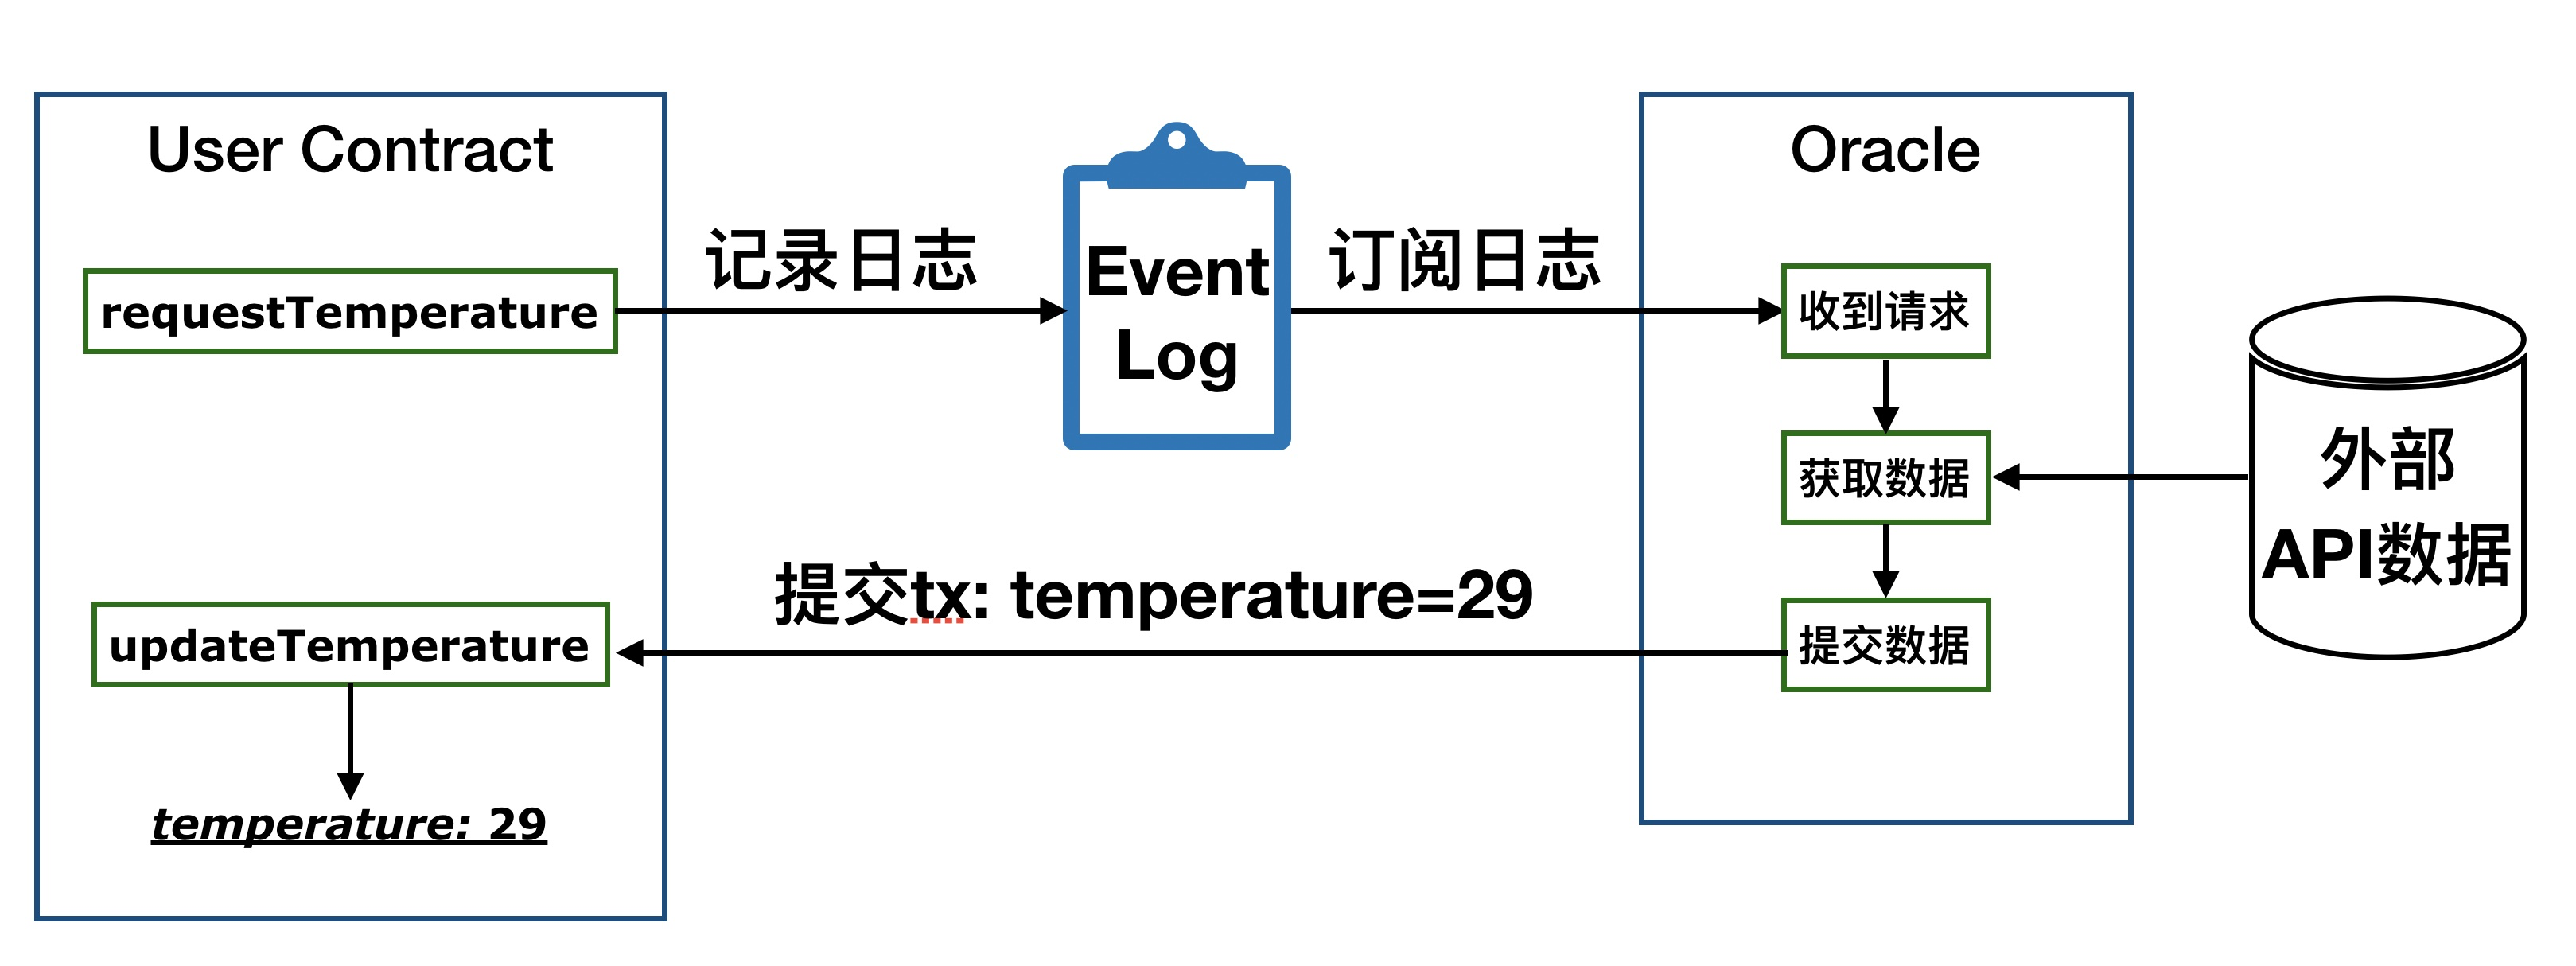 User Contract
requestTemperature
记录日志
Event
Log
订阅日志
Oracle
收到请求
获取数据
外部
API数据
提交数据
提交tx: temperature=29
updateTemperature
temperature: 29